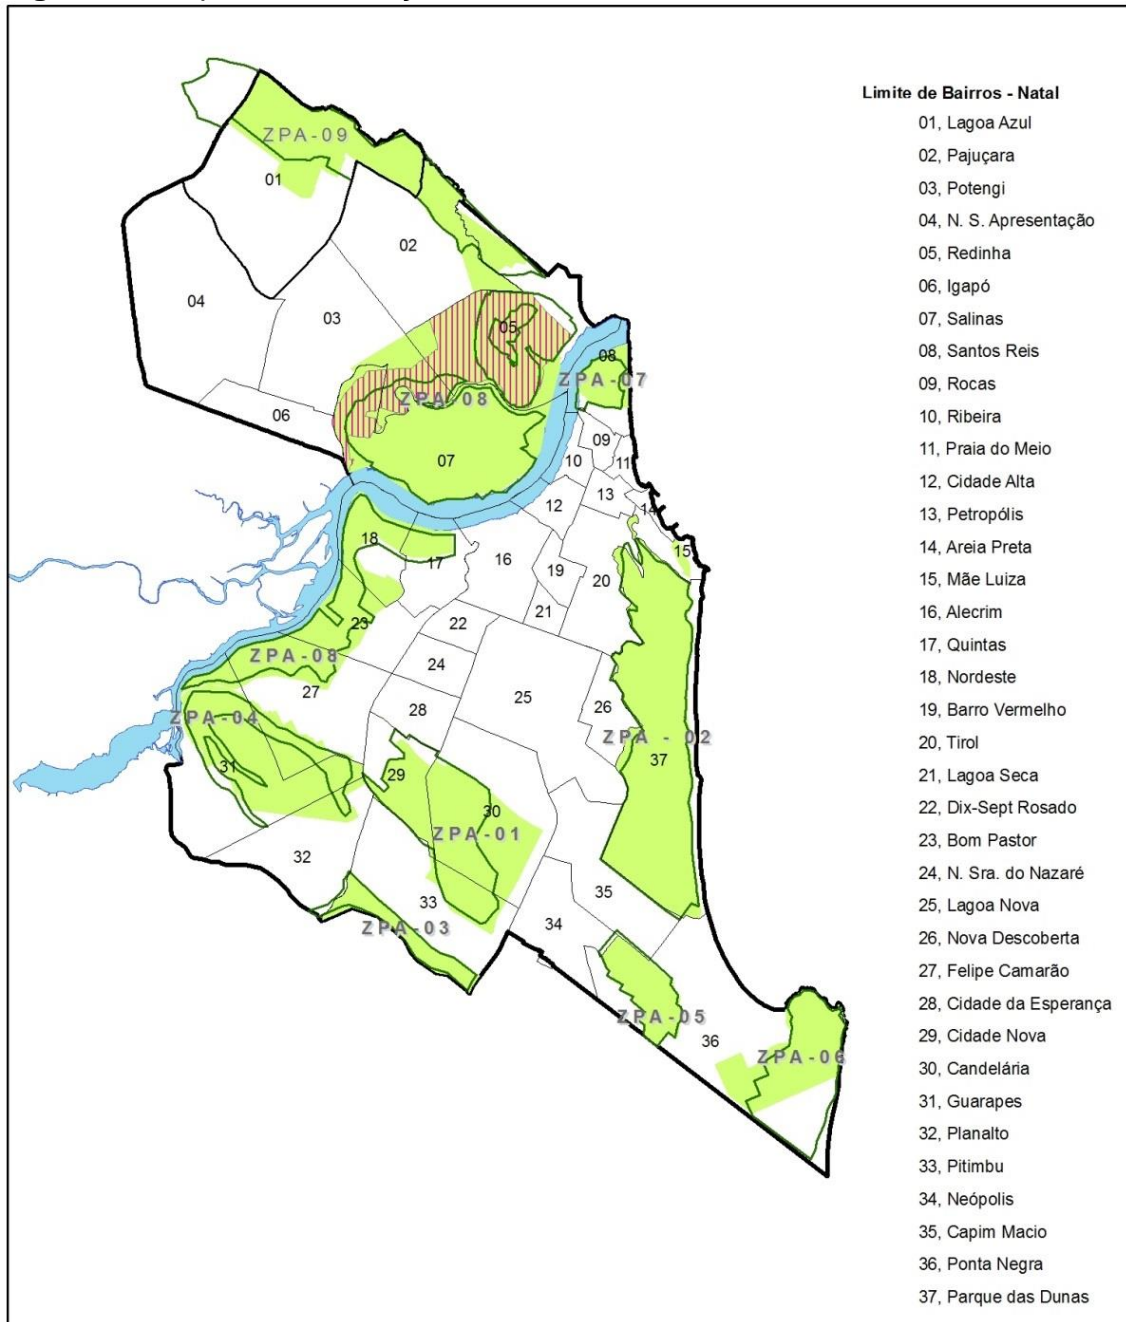 Limite de Bairros - Natal
01, Lagoa Azul
02, Pajuçara
03, Potengi
04, N. S. Apresentação
05, Redinha
06, Igapó
07, Salinas
08, Santos Reis
09, Rocas
10, Ribeira
11, Praia do Meio
12, Cidade Alta
13, Petropólis
14, Areia Preta
15, Mãe Luiza
16, Alecrim
17, Quintas
18, Nordeste
19, Barro Vermelho
20, Tirol
21, Lagoa Seca
22, Dix-Sept Rosado
23, Bom Pastor
24, N. Sra. do Nazaré
25, Lagoa Nova
26, Nova Descoberta
27, Felipe Camarão
28, Cidade da Esperança
29, Cidade Nova
30, Candelária
31, Guarapes
32, Planalto
33, Pitimbu
34, Neópolis
35, Capim Macio
36, Ponta Negra
37, Parque das Dunas
ZPA-09
01
02
04
03
05
08
ZPA-07
ZPA-08
06
09
07
10
11
12
13
14
18
17
16
19
15
20
21
23
22
ZPA-08
24
27
25
28
26
ZPA-04
ZPA - 02
31
29
37
30
ZPA-01
32
35
33
34
ZPA-03
ZPA-05
36
ZPA-06